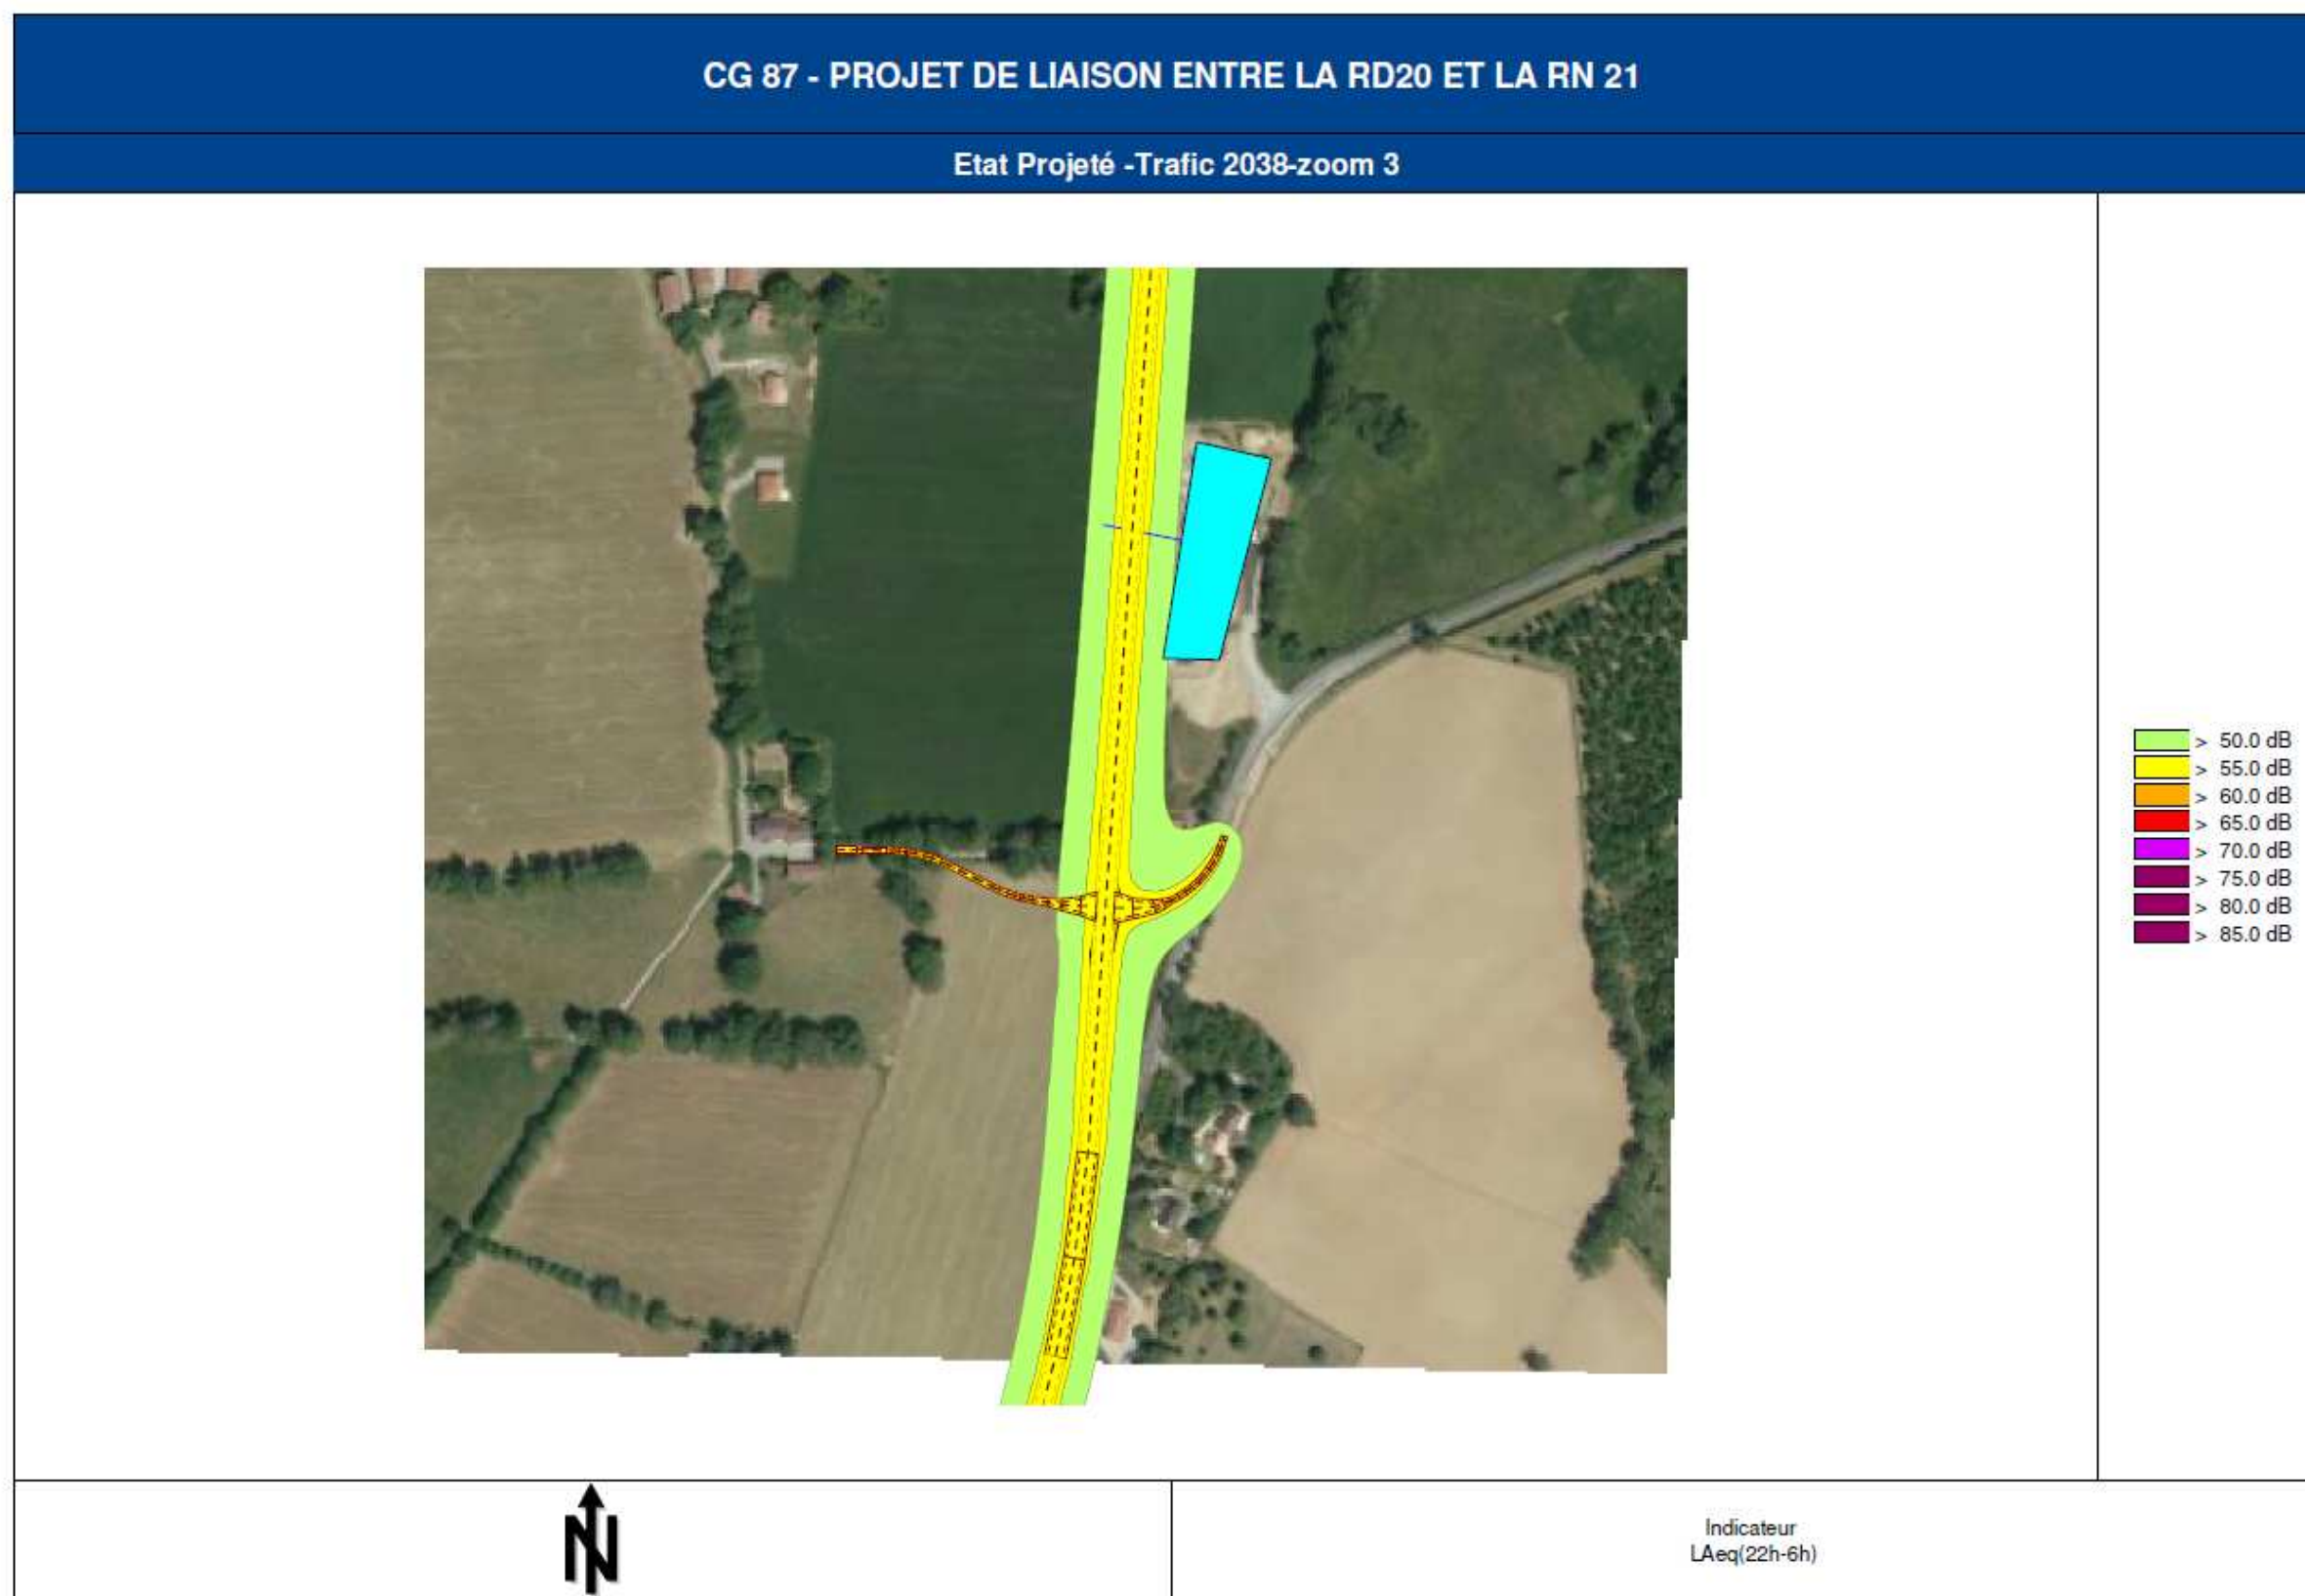 CG 87 - PROJET DE LIAISON ENTRE LA RD20 ET LA RN 21
Etat Projeté -Trafic 2038-zoom 3
> 50.0 dB
> 55.0 dB
> 60.0 dB
> 65.0 dB
> 70.0 dB
> 75.0 dB
> 80.0 dB
> 85.0 dB
N
Indicateur
LAeq(22h-6h)